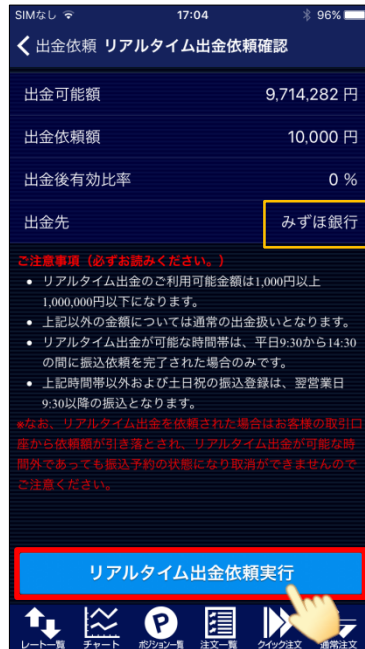 SIMなし 17:04 96%
出金依頼 リアルタイム出金依頼確認
出金可能額 9,714,282 円
出金依頼額 10,000 円
出金後有効比率 0 %
出金先 みずほ銀行
ご注意事項（必ずお読みください。）
• リアルタイム出金のご利用可能金額は1,000円以上
1,000,000円以下になります。
• 上記以外の金額については通常の出金扱いとなります。
• リアルタイム出金が可能な時間帯は、平日9:30から14:30
の間に振込依頼を完了された場合のみです。
• 上記時間帯以外および土日祝の振込登録は、翌営業日
9:30以降の振込となります。
※なお、リアルタイム出金を依頼された場合はお客様の取引口
座から依頼額が引き落とされ、リアルタイム出金が可能な時
間外であっても振込予約の状態になり取消ができませんので
ご注意ください。
リアルタイム出金依頼実行
レート一覧 チャート ポジション一覧 注文一覧 クイック注文 通常注文